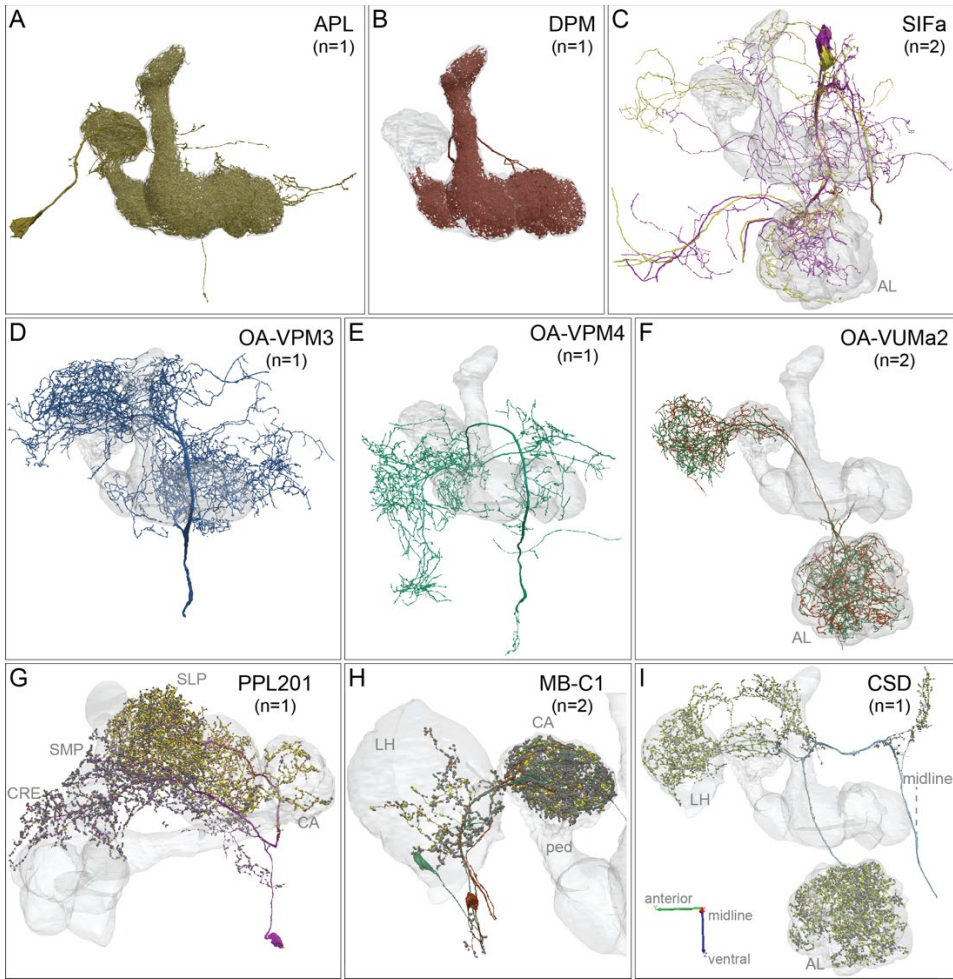 A
APL
(n=1)
B
DPM
(n=1)
C
SIFa
(n=2)
AL
D
OA-VPM3
(n=1)
E
OA-VPM4
(n=1)
F
OA-VUMa2
(n=2)
AL
G
PPL201
(n=1)
SLP
SMP
CRE
CA
H
MB-C1
(n=2)
CA
LH
ped
I
CSD
(n=1)
midline
LH
anterior
midline
ventral
AL